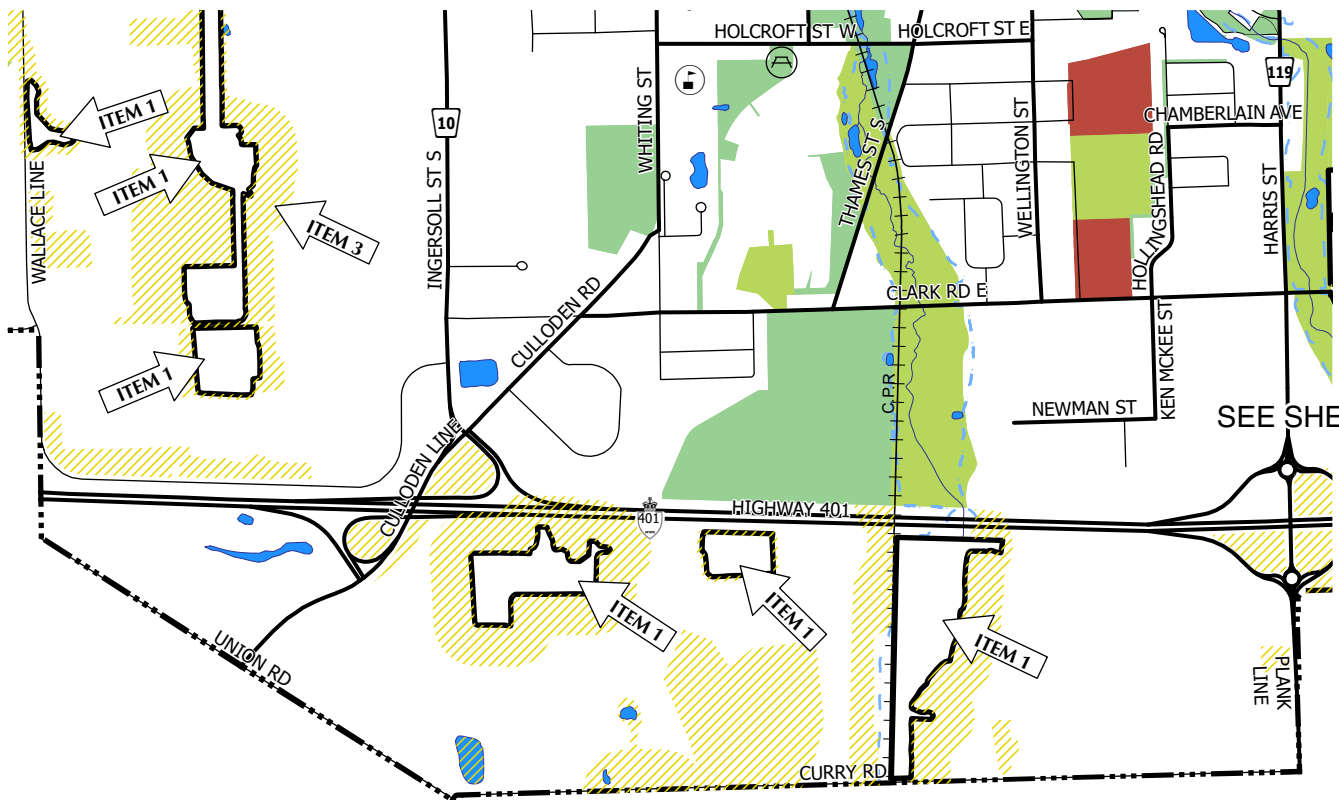 HOLCROFT ST W
HOLCROFT ST E
119
10
ITEM 1
WHITING ST
CHAMBERLAIN AVE
WALLACE LINE
ITEM 1
ITEM 3
INGERSOLL ST S
THAMES ST S
WELLINGTON ST
HOLLINGSHEAD RD
HARRIS ST
CLARK RD E
CULLODEN RD
ITEM 1
C.P.R
KEN MCKEE ST
NEWMAN ST
SEE SHE
CULLODEN LINE
HIGHWAY 401
401
ITEM 1
ITEM 1
ITEM 1
UNION RD
PLANK
LINE
CURRY RD